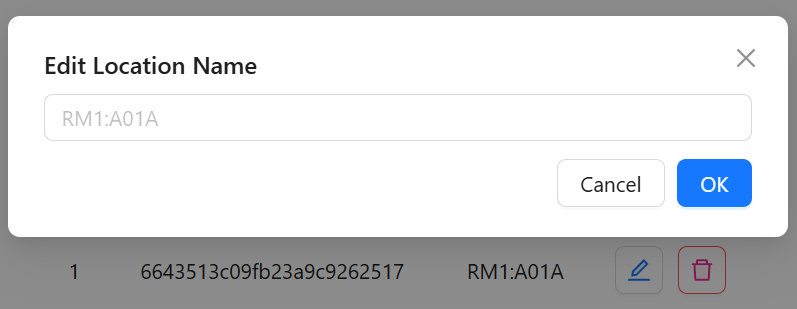 Edit Location Name
RM1:A01A
Cancel OK
1 6643513c09fb23a9c9262517 RM1:A01A